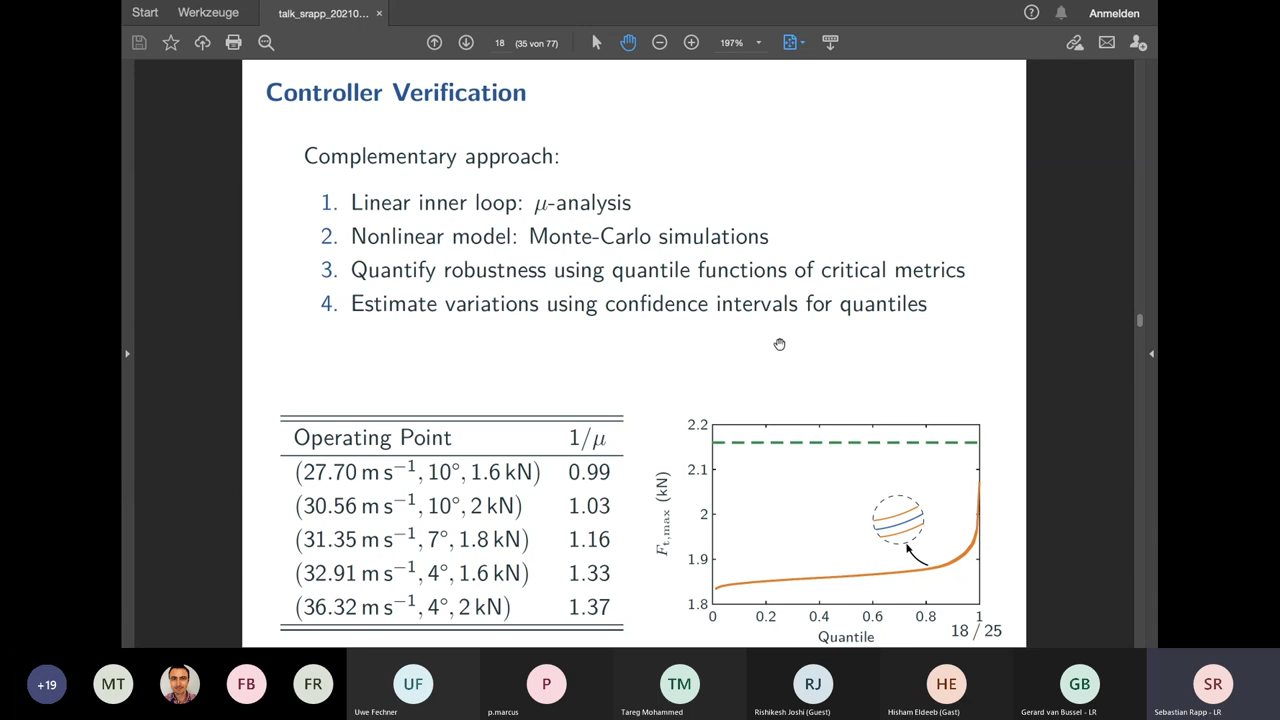 Start Werkzeuge talk_srapp_20210... × Anmelden
18 (35 von 77) 197%
Controller Verification
Complementary approach:
1. Linear inner loop: μ-analysis
2. Nonlinear model: Monte-Carlo simulations
3. Quantify robustness using quantile functions of critical metrics
4. Estimate variations using confidence intervals for quantiles
Operating Point 1/μ
(27.70 m s⁻¹, 10°, 1.6 kN) 0.99
(30.56 m s⁻¹, 10°, 2 kN) 1.03
(31.35 m s⁻¹, 7°, 1.8 kN) 1.16
(32.91 m s⁻¹, 4°, 1.6 kN) 1.33
(36.32 m s⁻¹, 4°, 2 kN) 1.37
2.2
2.1
2
1.9
1.8
F_t,max (kN)
0 0.2 0.4 0.6 0.8 1
Quantile
18 / 25
+19 MT FB FR UF P TM RJ HE GB SR
Uwe Fechner p.marcus Tareg Mohammed Rishikesh Joshi (Guest) Hisham Eldeeb (Gast) Gerard van Bussel - LR Sebastian Rapp - LR